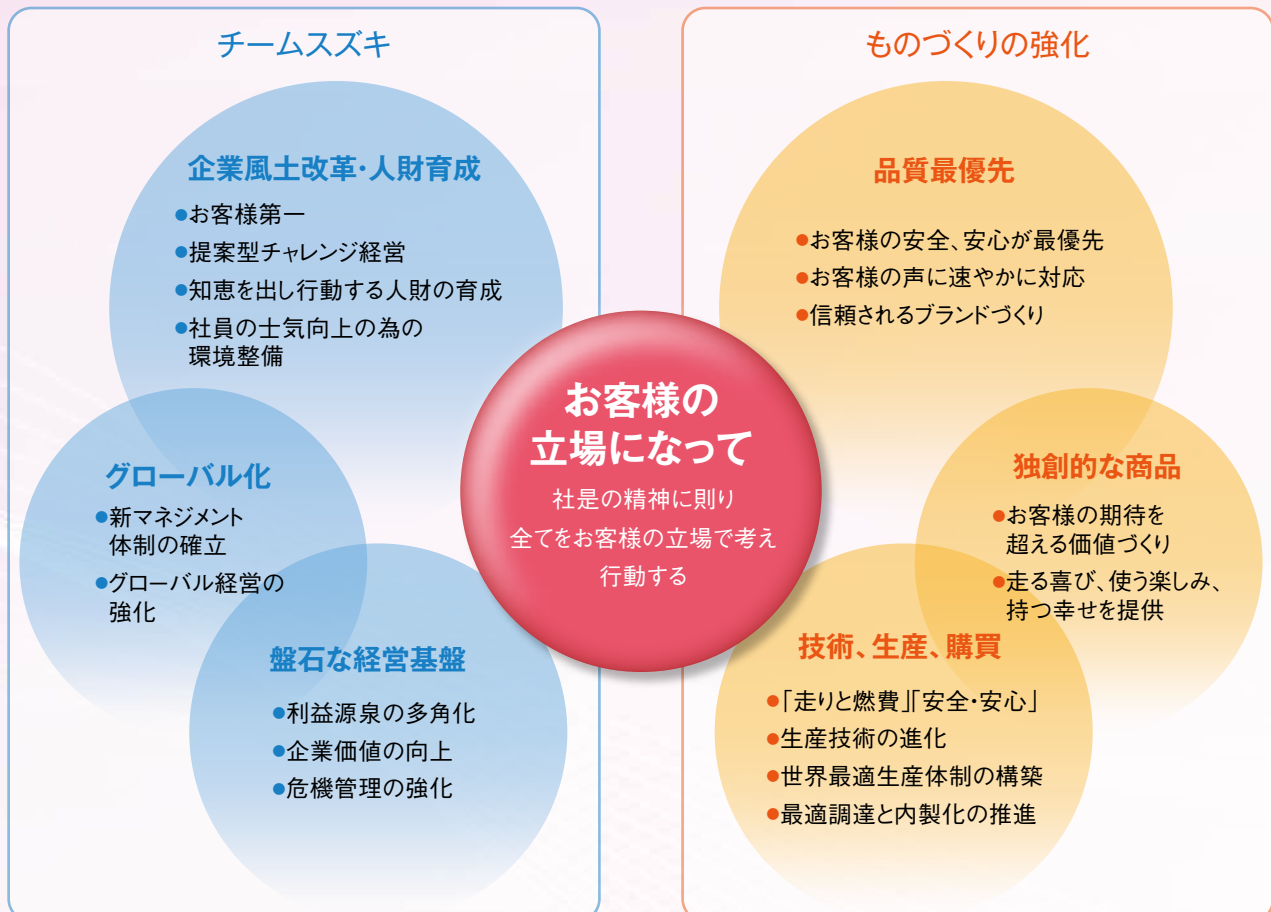 チームスズキ
企業風土改革・人財育成
●お客様第一
●提案型チャレンジ経営
●知恵を出し行動する人財の育成
●社員の士気向上の為の
環境整備
グローバル化
●新マネジメント
体制の確立
●グローバル経営の
強化
盤石な経営基盤
●利益源泉の多角化
●企業価値の向上
●危機管理の強化
お客様の
立場になって
社是の精神に則り
全てをお客様の立場で考え
行動する
ものづくりの強化
品質最優先
●お客様の安全、安心が最優先
●お客様の声に速やかに対応
●信頼されるブランドづくり
独創的な商品
●お客様の期待を
超える価値づくり
●走る喜び、使う楽しみ、
持つ幸せを提供
技術、生産、購買
●「走りと燃費」「安全・安心」
●生産技術の進化
●世界最適生産体制の構築
●最適調達と内製化の推進